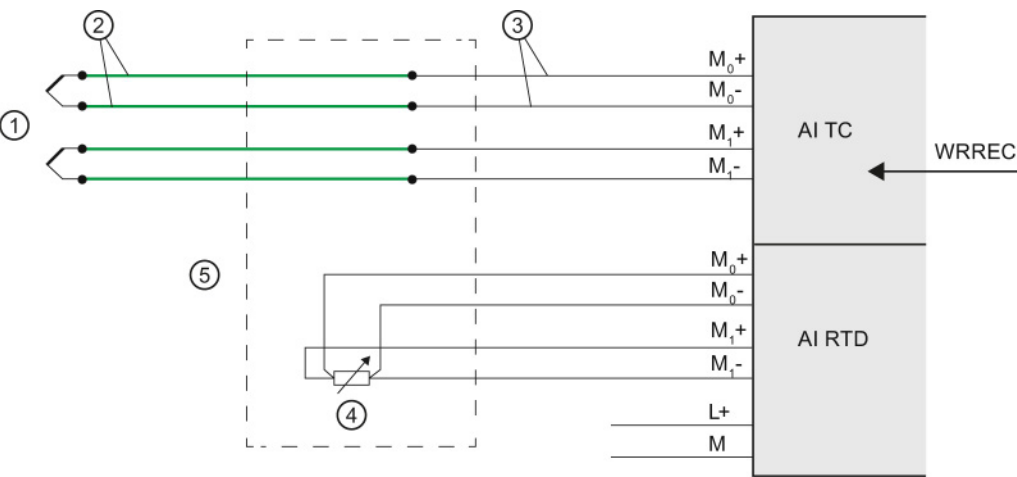 ② ③
M₀+
M₀-
① AI TC
M₁+
WRREC
M₁-
M₀+
⑤
M₀-
M₁+
AI RTD
M₁-
④
L+
M